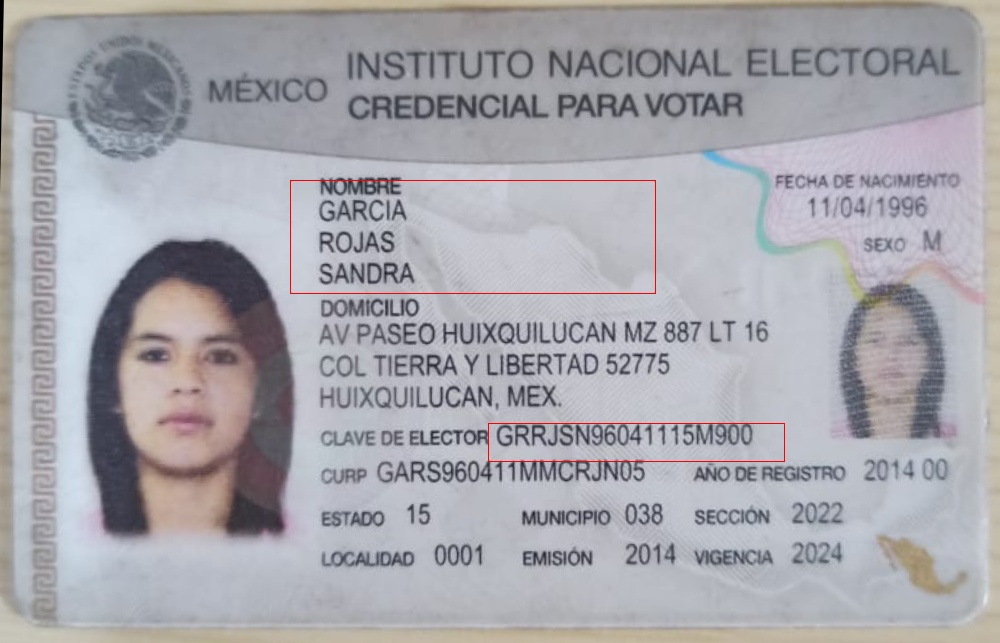 ESTADOS UNIDOS MEXICANOS
MÉXICO
INSTITUTO NACIONAL ELECTORAL
CREDENCIAL PARA VOTAR
NOMBRE
GARCIA
ROJAS
SANDRA
FECHA DE NACIMIENTO
11/04/1996
SEXO M
DOMICILIO
AV PASEO HUIXQUILUCAN MZ 887 LT 16
COL TIERRA Y LIBERTAD 52775
HUIXQUILUCAN, MEX.
CLAVE DE ELECTOR GRRJSN96041115M900
CURP GARS960411MMCRJN05 AÑO DE REGISTRO 2014 00
ESTADO 15 MUNICIPIO 038 SECCIÓN 2022
LOCALIDAD 0001 EMISIÓN 2014 VIGENCIA 2024